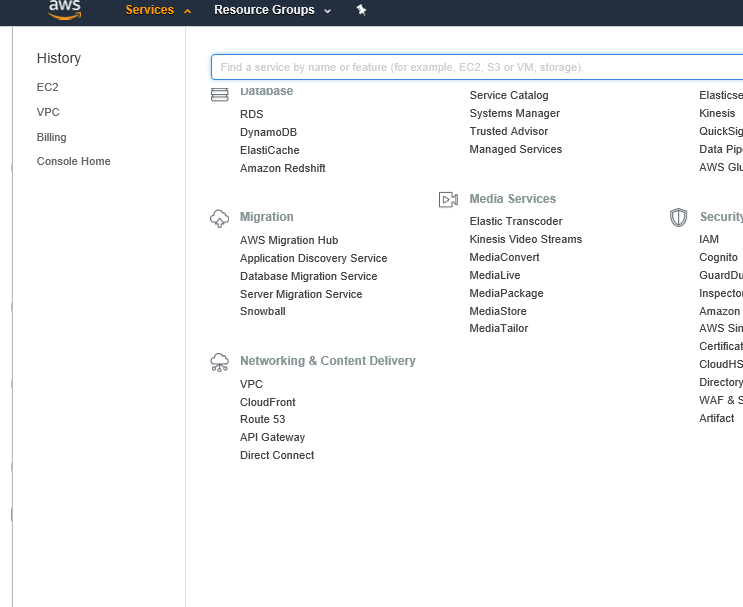 aws
Services
Resource Groups
History
EC2
VPC
Billing
Console Home
Find a service by name or feature (for example, EC2, S3 or VM, storage).
Database
RDS
DynamoDB
ElastiCache
Amazon Redshift
Migration
AWS Migration Hub
Application Discovery Service
Database Migration Service
Server Migration Service
Snowball
Networking & Content Delivery
VPC
CloudFront
Route 53
API Gateway
Direct Connect
Service Catalog
Systems Manager
Trusted Advisor
Managed Services
Media Services
Elastic Transcoder
Kinesis Video Streams
MediaConvert
MediaLive
MediaPackage
MediaStore
MediaTailor
Elasticse
Kinesis
QuickSig
Data Pip
AWS Glu
Security
IAM
Cognito
GuardDu
Inspector
Amazon
AWS Sin
Certificat
CloudHS
Directory
WAF & S
Artifact